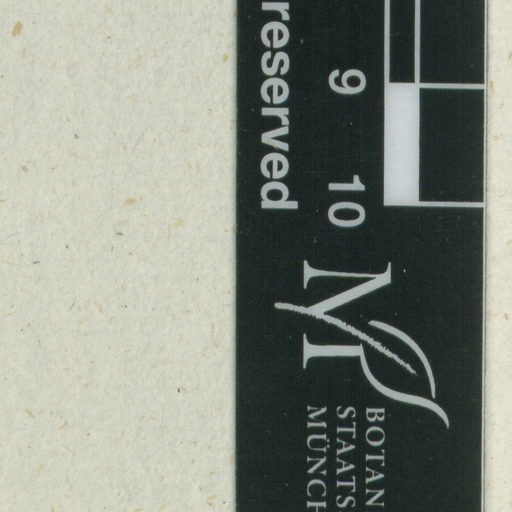 reserved
9 10
M
BOTAN
STAATS
MÜNCH